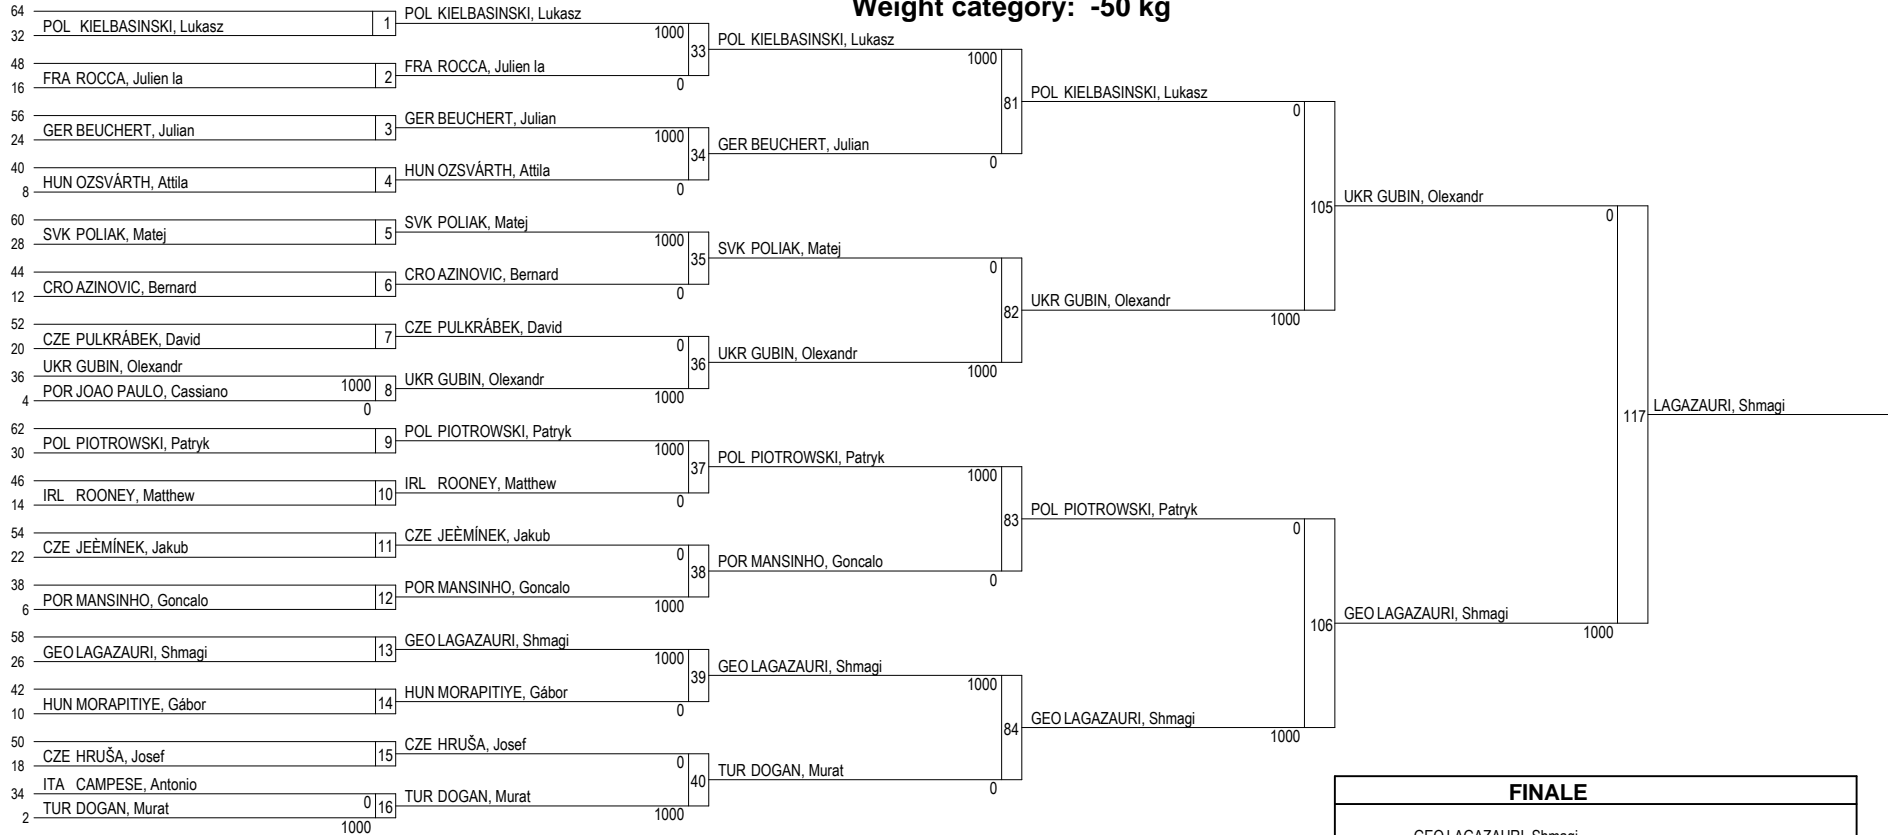 Weight category: -50 kg
64
32
POL KIELBASINSKI, Lukasz
1
48
16
FRA ROCCA, Julien la
2
56
24
GER BEUCHERT, Julian
3
40
8
HUN OZSVÁRTH, Attila
4
60
28
SVK POLIAK, Matej
5
44
12
CRO AZINOVIC, Bernard
6
52
20
CZE PULKRÁBEK, David
7
UKR GUBIN, Olexandr
36
4
POR JOAO PAULO, Cassiano
1000
8
0
62
30
POL PIOTROWSKI, Patryk
9
46
14
IRL ROONEY, Matthew
10
54
22
CZE JEÈMÍNEK, Jakub
11
38
6
POR MANSINHO, Goncalo
12
58
26
GEO LAGAZAURI, Shmagi
13
42
10
HUN MORAPITIYE, Gábor
14
50
18
CZE HRUŠA, Josef
15
ITA CAMPESE, Antonio
34
2
TUR DOGAN, Murat
0
16
1000
POL KIELBASINSKI, Lukasz
1000
33
FRA ROCCA, Julien la
0
GER BEUCHERT, Julian
1000
34
HUN OZSVÁRTH, Attila
0
SVK POLIAK, Matej
1000
35
CRO AZINOVIC, Bernard
0
CZE PULKRÁBEK, David
0
36
UKR GUBIN, Olexandr
1000
POL PIOTROWSKI, Patryk
1000
37
IRL ROONEY, Matthew
0
CZE JEÈMÍNEK, Jakub
0
38
POR MANSINHO, Goncalo
1000
GEO LAGAZAURI, Shmagi
1000
39
HUN MORAPITIYE, Gábor
0
CZE HRUŠA, Josef
0
40
TUR DOGAN, Murat
1000
POL KIELBASINSKI, Lukasz
1000
81
GER BEUCHERT, Julian
0
SVK POLIAK, Matej
0
82
UKR GUBIN, Olexandr
1000
POL PIOTROWSKI, Patryk
1000
83
POR MANSINHO, Goncalo
0
GEO LAGAZAURI, Shmagi
1000
84
TUR DOGAN, Murat
0
POL KIELBASINSKI, Lukasz
0
105
UKR GUBIN, Olexandr
1000
POL PIOTROWSKI, Patryk
0
106
GEO LAGAZAURI, Shmagi
1000
UKR GUBIN, Olexandr
0
117
GEO LAGAZAURI, Shmagi
1000
LAGAZAURI, Shmagi
FINALE
GEO LAGAZAURI, Shmagi